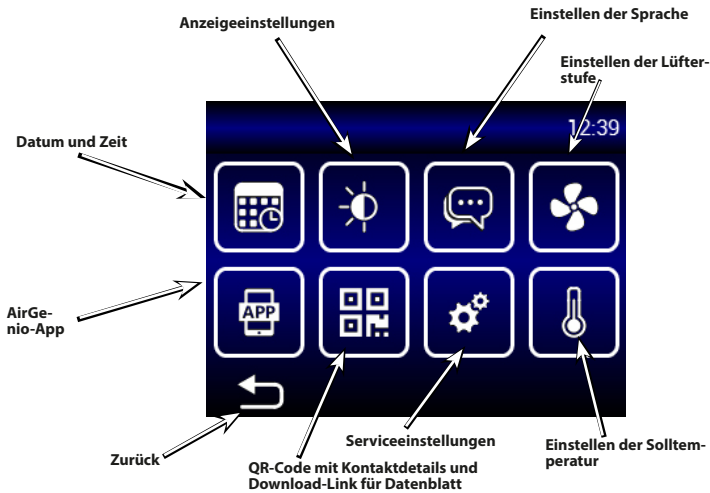 Einstellen der Sprache
Anzeigeeinstellungen
Einstellen der Lüfter-
stufe
12:39
Datum und Zeit
AirGe-
nio-App
APP
Serviceeinstellungen
Einstellen der Solltem-
peratur
Zurück
QR-Code mit Kontaktdetails und
Download-Link für Datenblatt